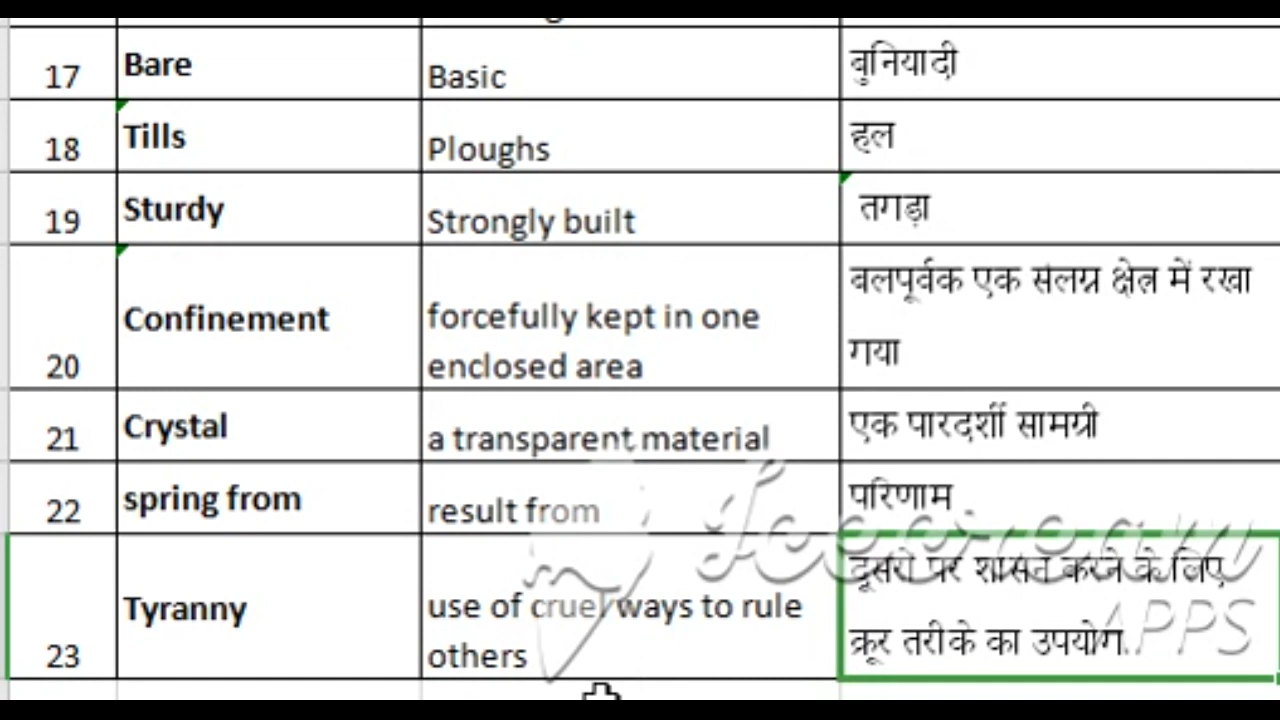 17 Bare Basic बुनियादी
18 Tills Ploughs हल
19 Sturdy Strongly built तगड़ा
20 Confinement forcefully kept in one enclosed area बलपूर्वक एक संलग्न क्षेत्र में रखा गया
21 Crystal a transparent material एक पारदर्शी सामग्री
22 spring from result from परिणाम
23 Tyranny use of cruel ways to rule others दूसरों पर शासन करने के लिए क्रूर तरीके का उपयोग
APPS